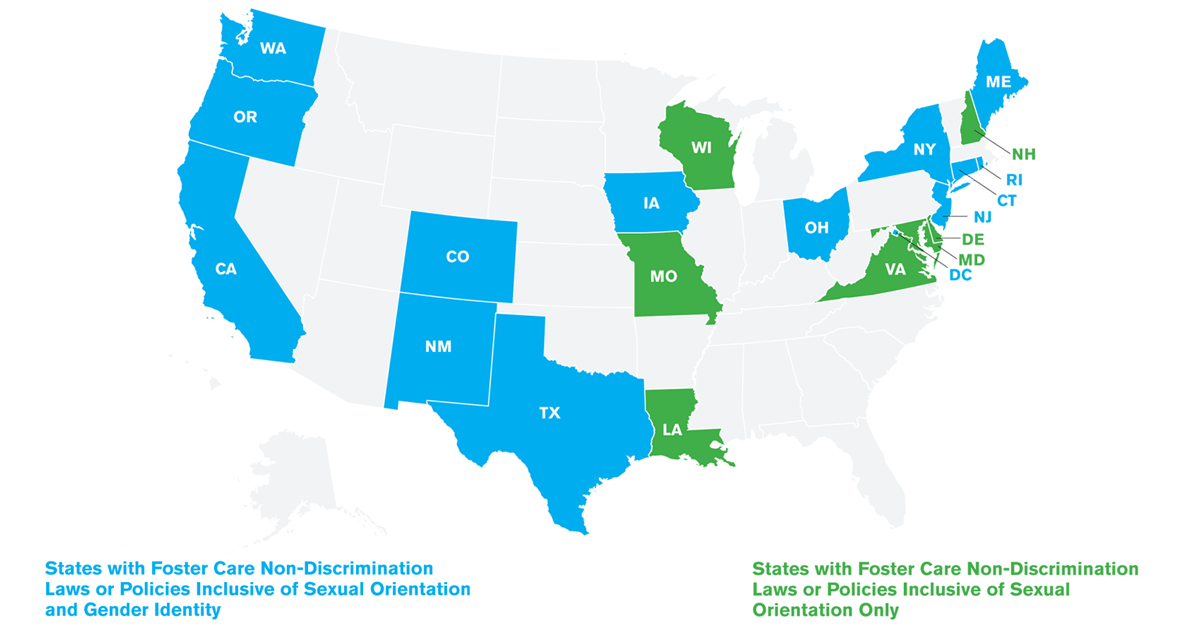 WA
ME
OR
WI
NY
NH
RI
CT
IA
NJ
OH
DE
CO
MD
CA
MO
VA
DC
NM
TX
LA
States with Foster Care Non-Discrimination
Laws or Policies Inclusive of Sexual Orientation
and Gender Identity
States with Foster Care Non-Discrimination
Laws or Policies Inclusive of Sexual
Orientation Only